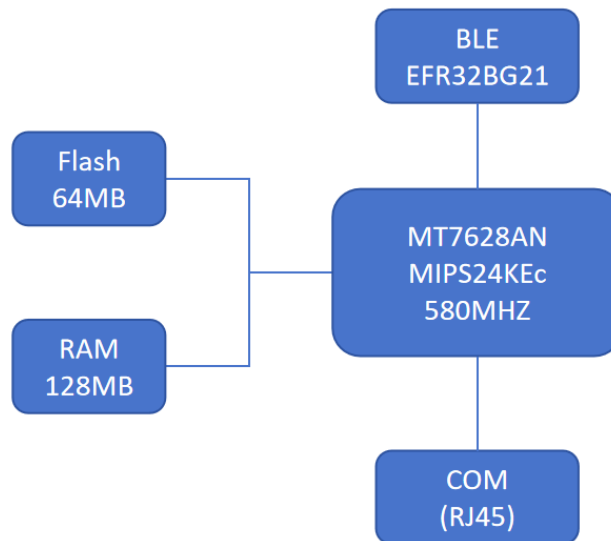 BLE
EFR32BG21
Flash
64MB
MT7628AN
MIPS24KEc
580MHZ
RAM
128MB
COM
(RJ45)